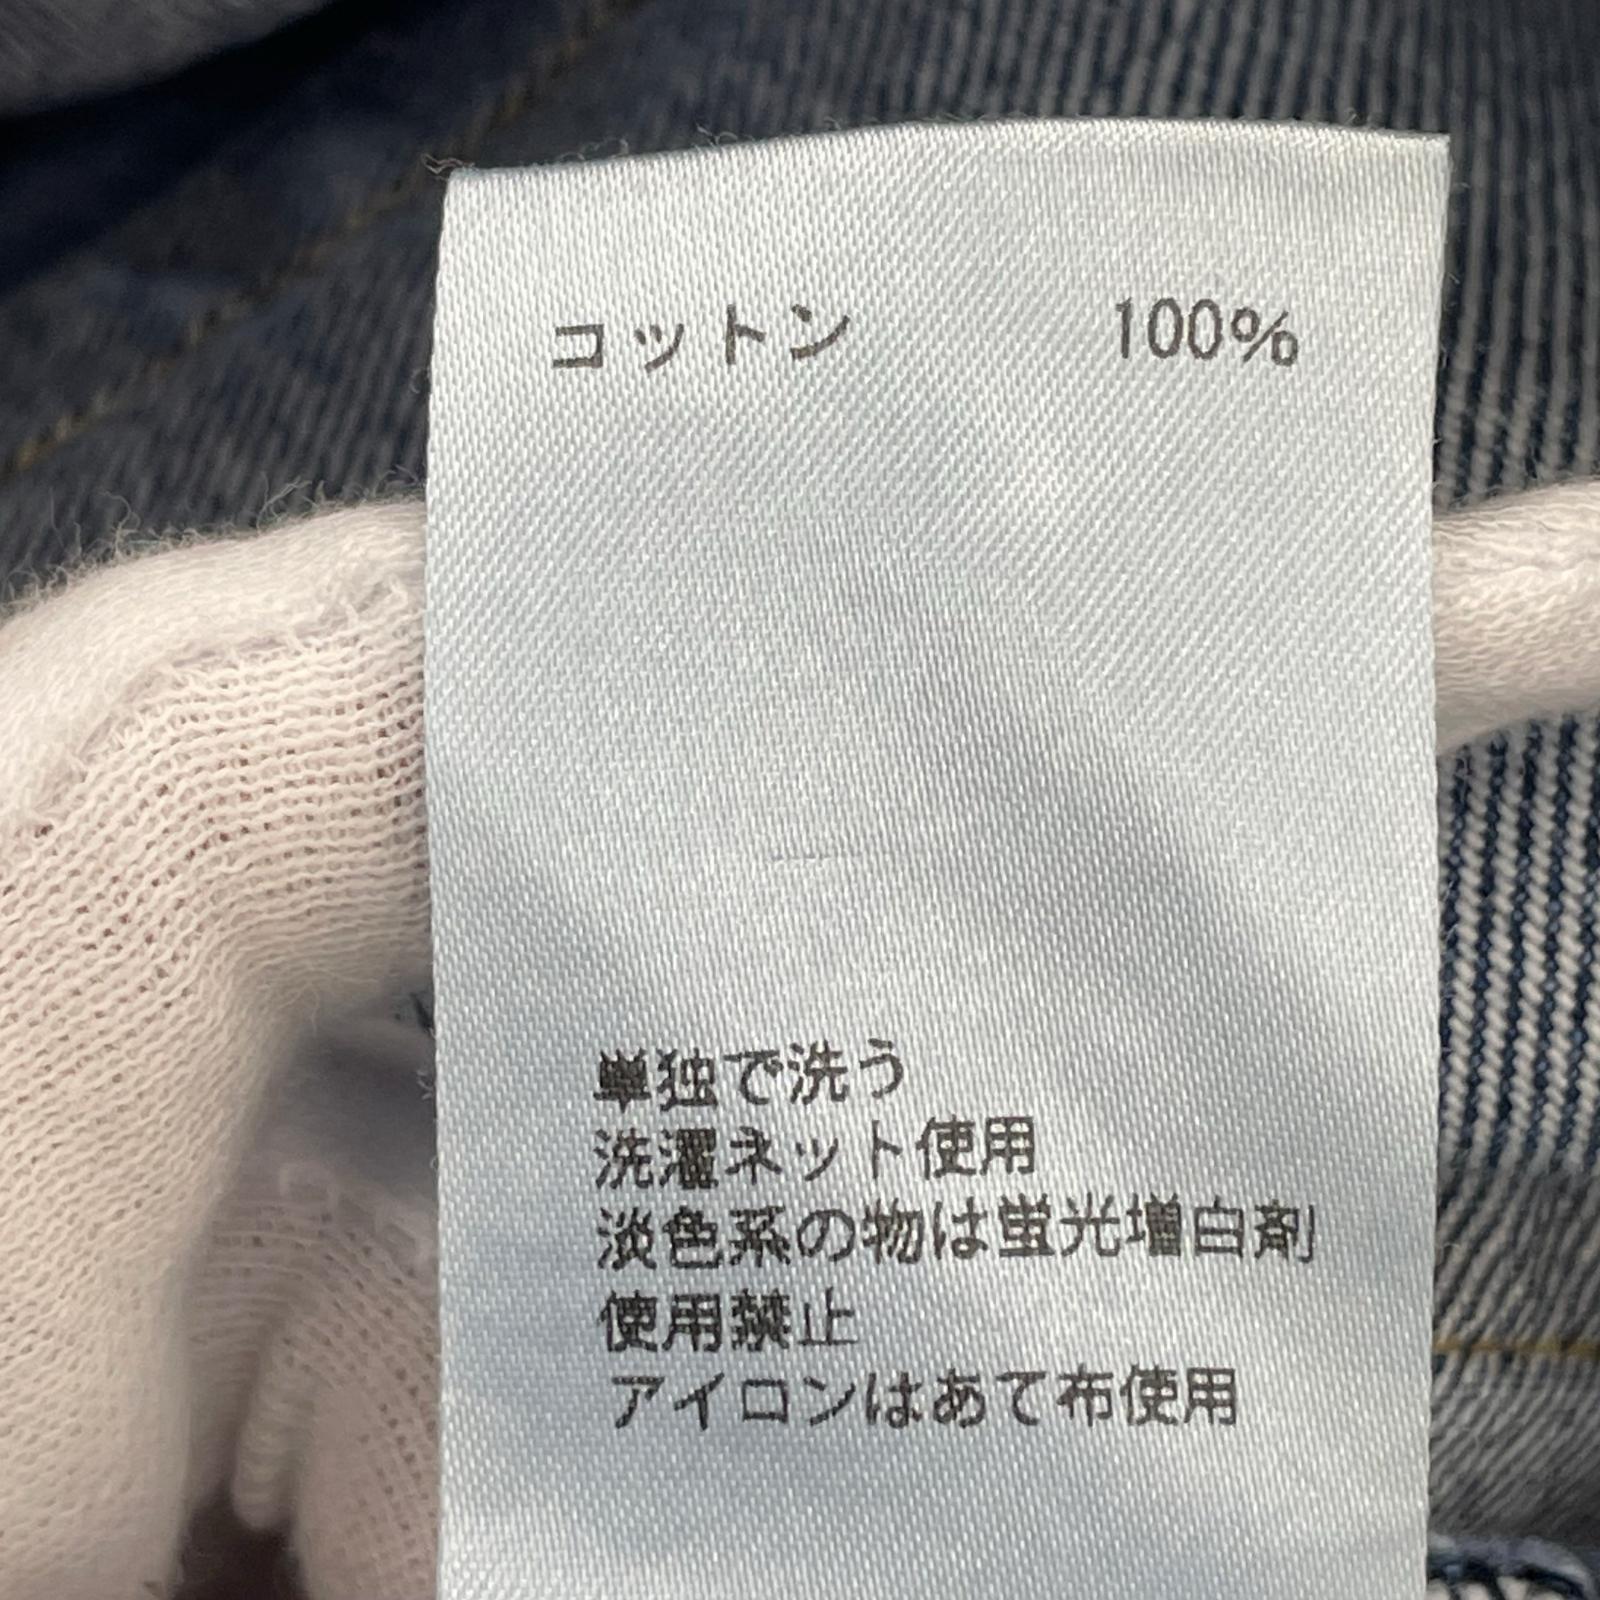 コットン 100%
単独で洗う
洗濯ネット使用
淡色系の物は蛍光増白剤
使用禁止
アイロンはあて布使用